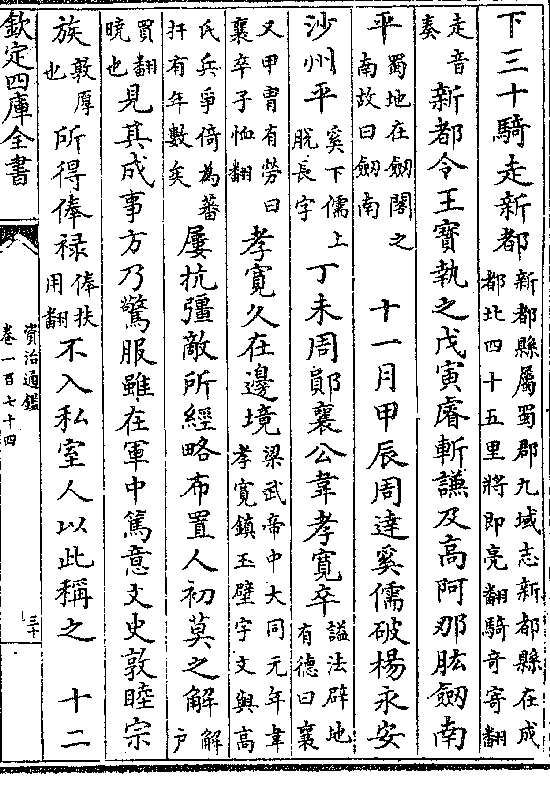 下三十騎走新都新都縣屬蜀郡九域志新都縣在成都北四十五里將即亮翻騎奇寄翻
走音奏新都令王寶執之戊寅睿斬謙及高阿那肱劒南
平蜀地在劒閣之南故曰劒南 十一月甲辰周達奚儒破楊永安
沙州平奚下儒上脫長字 丁未周鄖襄公韋孝寛卒謚法辟地有德曰襄
又甲胄有勞曰襄卒子恤翻孝寛久在邊境梁武帝中大同元年韋孝寛鎮玉壁宇文與高
氏兵爭倚為蕃扞有年數矣屢抗彊敵所經略布置人初莫之解解戶
買翻曉也見其成事方乃驚服雖在軍中篤意文史敦睦宗
族敦厚也所得俸禄俸扶用翻不入私室人以此稱之 十二
欽定四庫全書
資治通鑑
卷一百七十四
三十